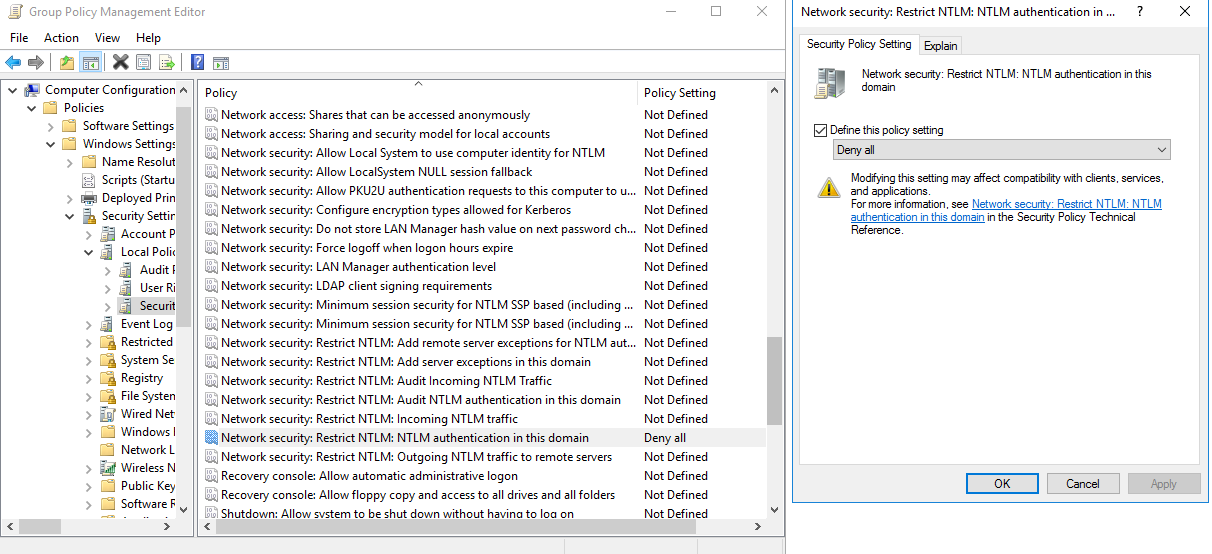 Group Policy Management Editor
File Action View Help
Computer Configuration
Policies
Software Settings
Windows Settings
Name Resolut
Scripts (Startu
Deployed Prin
Security Settin
Account P
Local Polic
Audit P
User Ri
Securit
Event Log
Restricted
System Se
Registry
File System
Wired Net
Windows
Network L
Wireless N
Public Key
Software R
Policy Policy Setting
Network access: Shares that can be accessed anonymously Not Defined
Network access: Sharing and security model for local accounts Not Defined
Network security: Allow Local System to use computer identity for NTLM Not Defined
Network security: Allow LocalSystem NULL session fallback Not Defined
Network security: Allow PKU2U authentication requests to this computer to u... Not Defined
Network security: Configure encryption types allowed for Kerberos Not Defined
Network security: Do not store LAN Manager hash value on next password ch... Not Defined
Network security: Force logoff when logon hours expire Not Defined
Network security: LAN Manager authentication level Not Defined
Network security: LDAP client signing requirements Not Defined
Network security: Minimum session security for NTLM SSP based (including ... Not Defined
Network security: Minimum session security for NTLM SSP based (including ... Not Defined
Network security: Restrict NTLM: Add remote server exceptions for NTLM aut... Not Defined
Network security: Restrict NTLM: Add server exceptions in this domain Not Defined
Network security: Restrict NTLM: Audit Incoming NTLM Traffic Not Defined
Network security: Restrict NTLM: Audit NTLM authentication in this domain Not Defined
Network security: Restrict NTLM: Incoming NTLM traffic Not Defined
Network security: Restrict NTLM: NTLM authentication in this domain Deny all
Network security: Restrict NTLM: Outgoing NTLM traffic to remote servers Not Defined
Recovery console: Allow automatic administrative logon Not Defined
Recovery console: Allow floppy copy and access to all drives and all folders Not Defined
Shutdown: Allow system to be shut down without having to log on Not Defined
Network security: Restrict NTLM: NTLM authentication in ... ?
Security Policy Setting Explain
Network security: Restrict NTLM: NTLM authentication in this
domain
Define this policy setting
Deny all
Modifying this setting may affect compatibility with clients, services,
and applications.
For more information, see Network security: Restrict NTLM: NTLM
authentication in this domain in the Security Policy Technical
Reference.
OK Cancel Apply